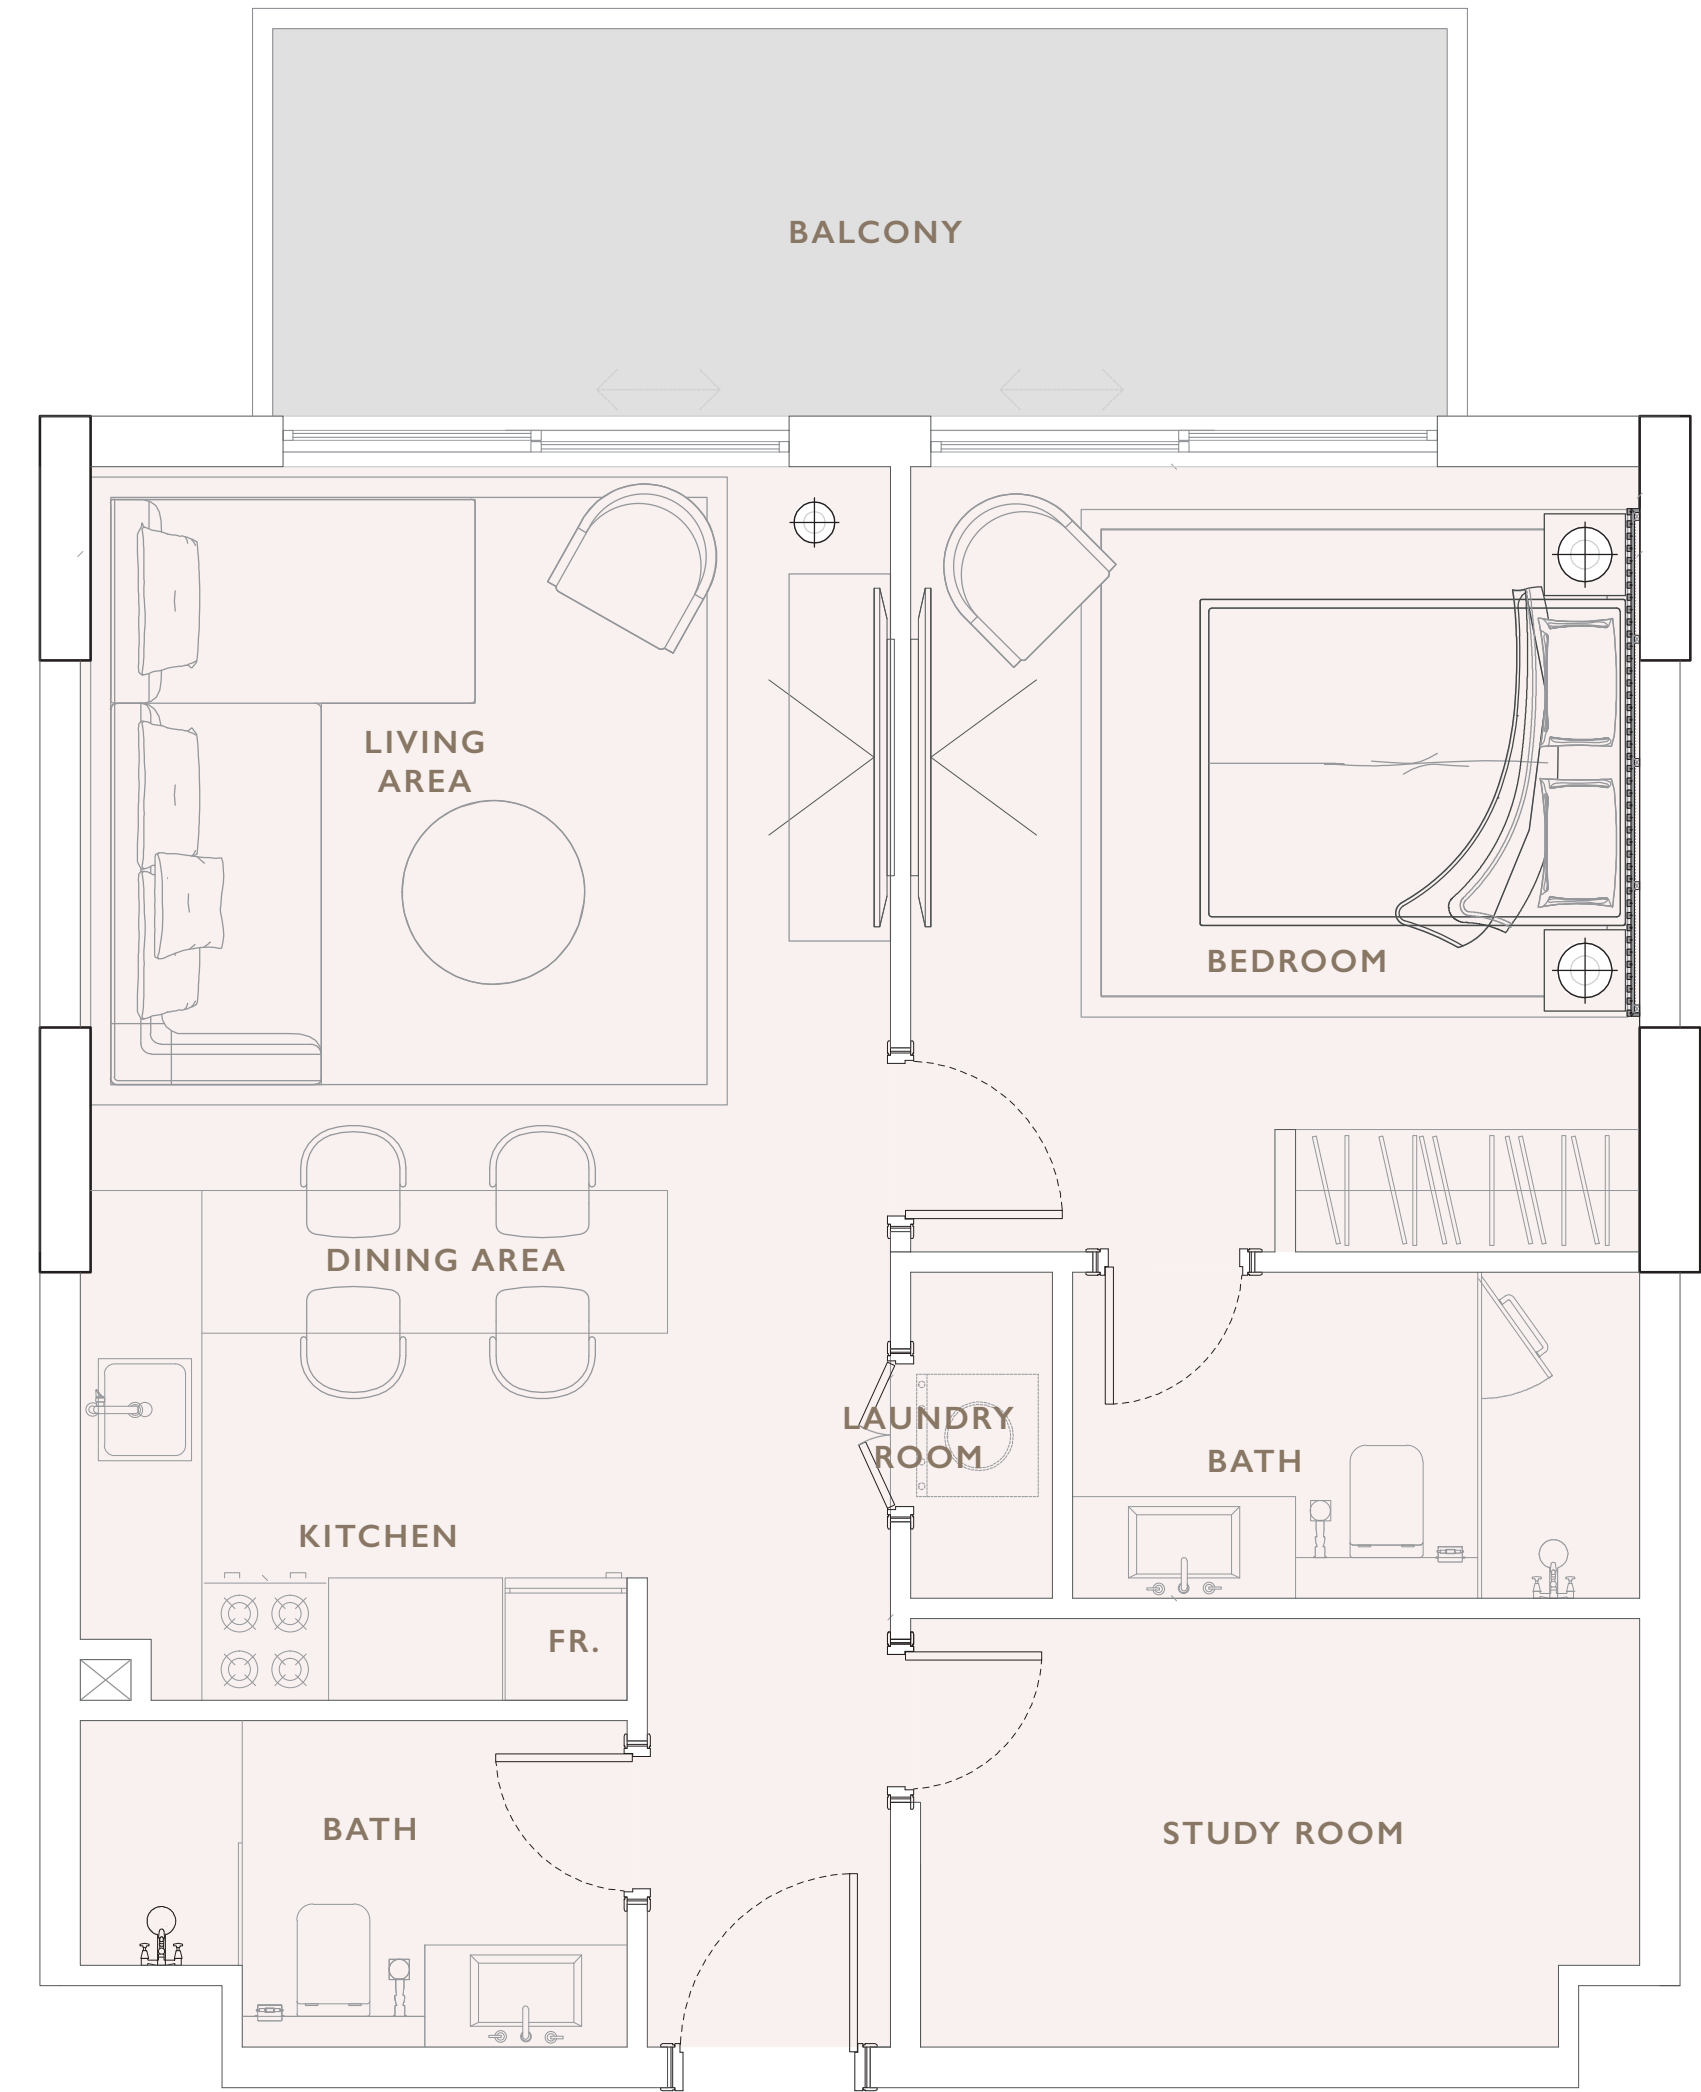 BALCONY
LIVING
AREA
BEDROOM
DINING AREA
LAUNDRY
ROOM
BATH
KITCHEN
FR.
BATH
STUDY ROOM